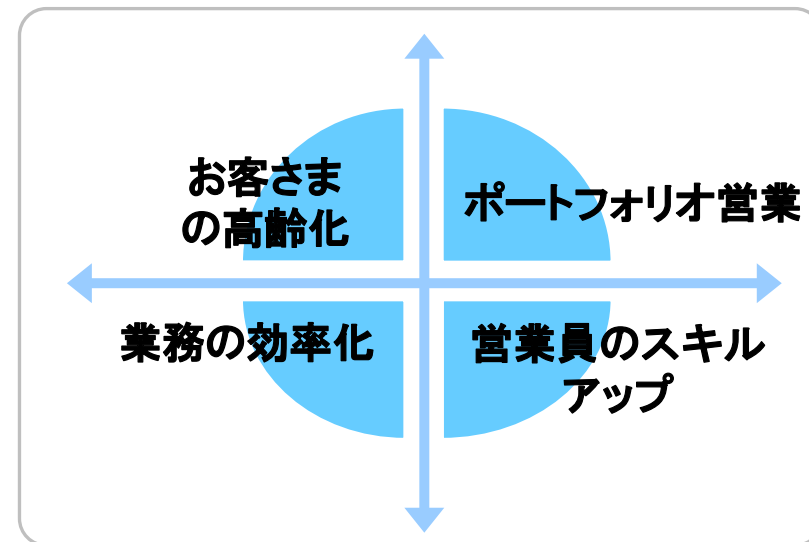 お客さま
の高齢化
ポートフォリオ営業
業務の効率化
営業員のスキル
アップ